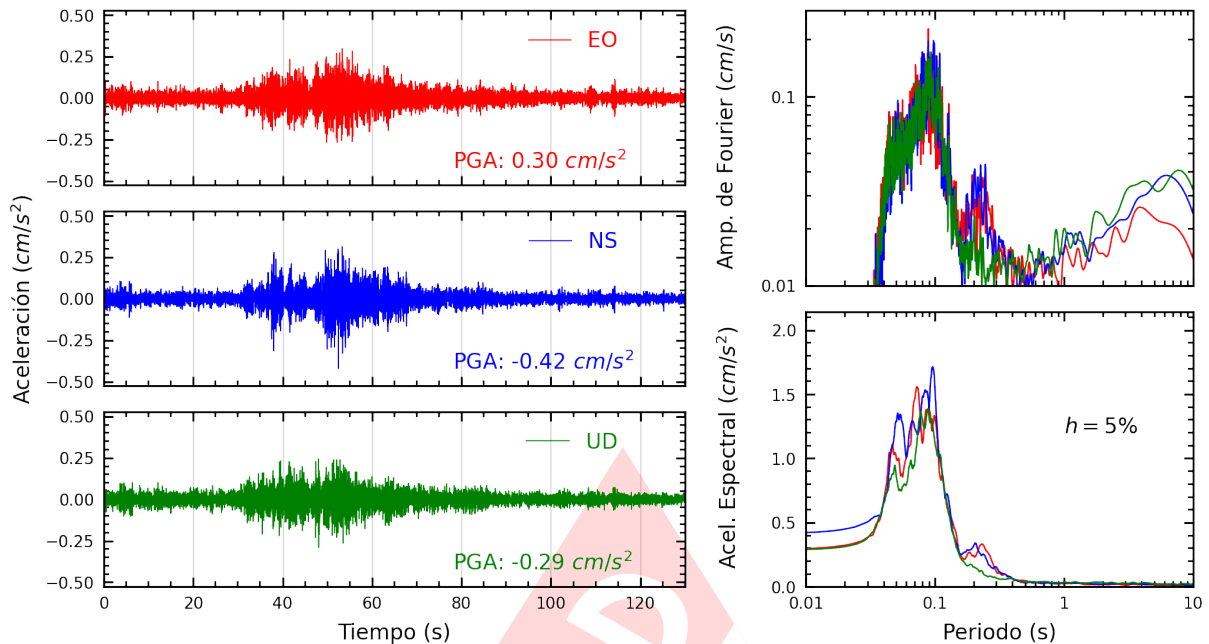 Aceleración (cm/s²)
0.50
0.25
0.00
−0.25
−0.50
EO
PGA: 0.30 cm/s²
0.50
0.25
0.00
−0.25
−0.50
NS
PGA: -0.42 cm/s²
0.50
0.25
0.00
−0.25
−0.50
UD
PGA: -0.29 cm/s²
0 20 40 60 80 100 120
Tiempo (s)
Amp. de Fourier (cm/s)
0.1
0.01
Acel. Espectral (cm/s²)
2.0
1.5
1.0
0.5
0.0
h = 5%
0.01 0.1 1 10
Periodo (s)